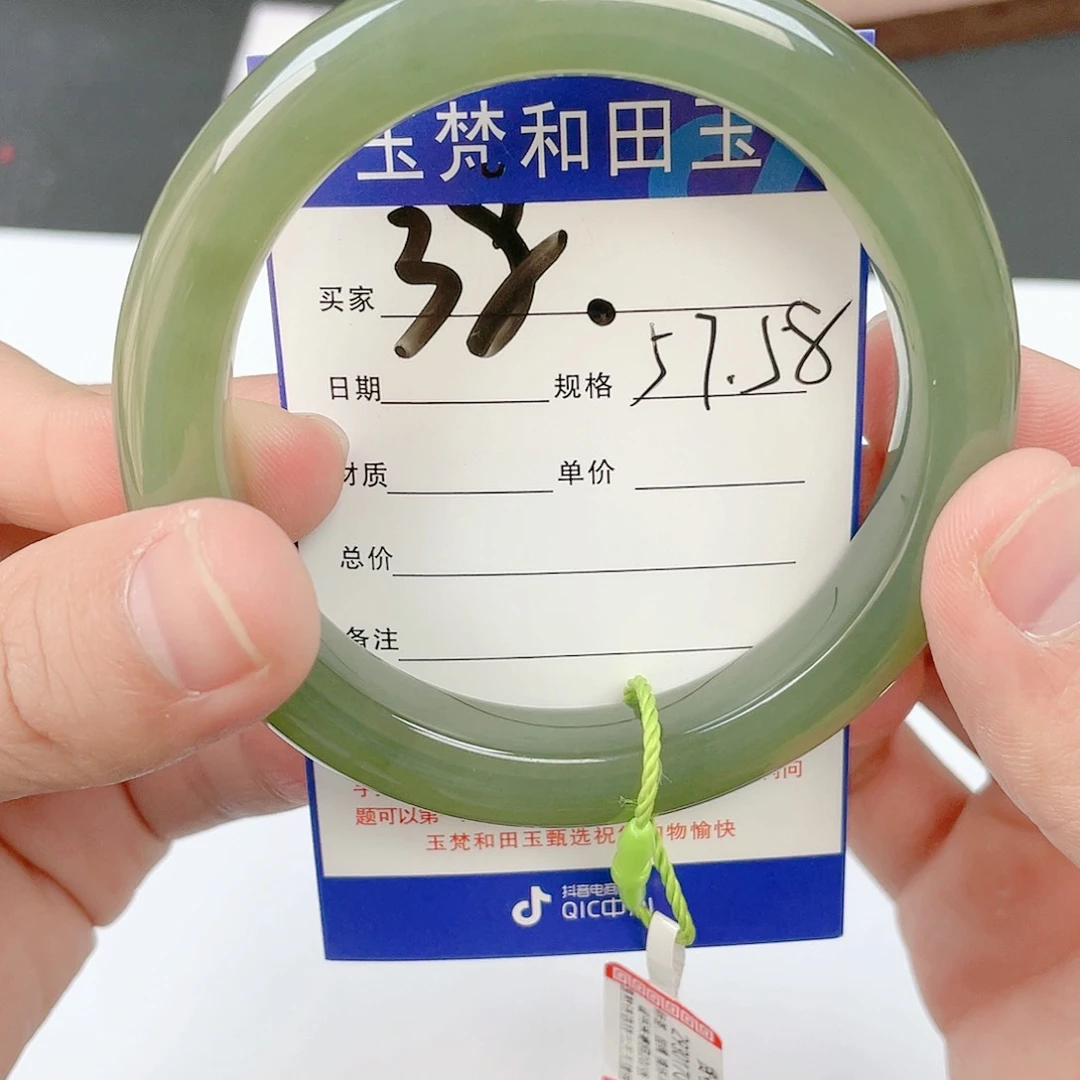 玉梵和田玉
38.
买家
日期 规格 57.58
材质 单价
总价
备注
题可以第
玉梵和田玉甄选祝 物愉快
抖音电商
QIC中